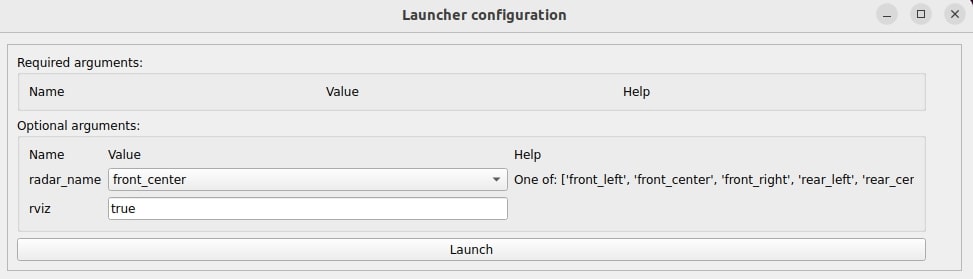 Launcher configuration
Required arguments:
Name Value Help
Optional arguments:
Name Value Help
radar_name front_center One of: ['front_left', 'front_center', 'front_right', 'rear_left', 'rear_cer
rviz true
Launch